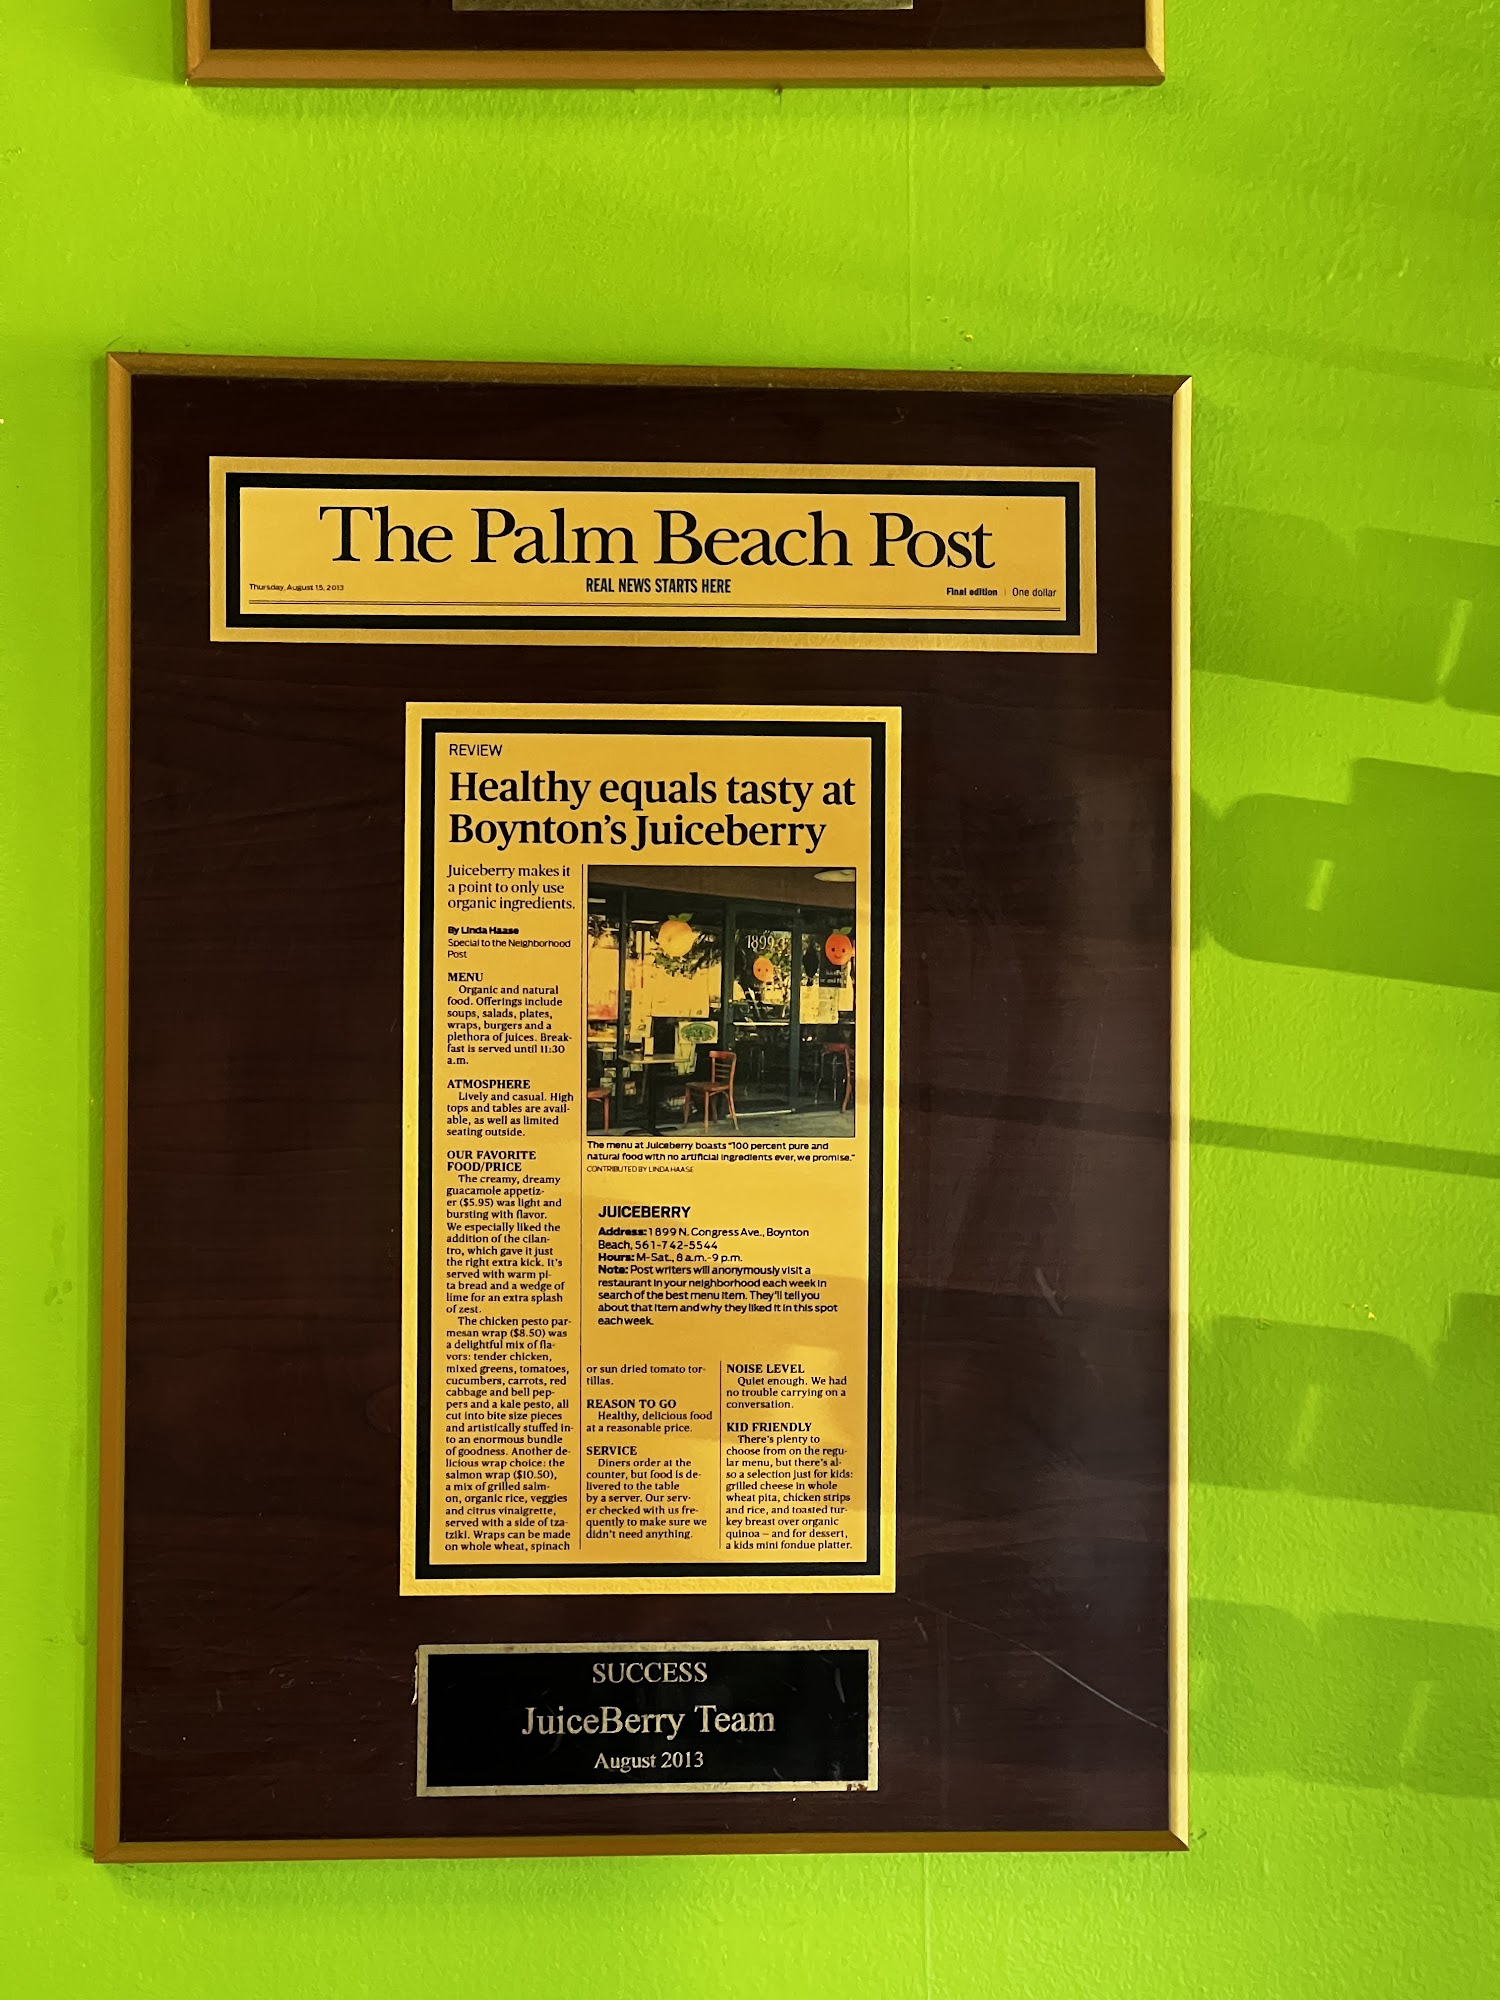 The Palm Beach Post
Thursday, August 15, 2013
REAL NEWS STARTS HERE
Final edition | One dollar
REVIEW
Healthy equals tasty at
Boynton's Juiceberry
Juiceberry makes it
a point to only use
organic ingredients.
By Linda Haase
Special to the Neighborhood
Post
MENU
Organic and natural
food. Offerings include
soups, salads, plates,
wraps, burgers and a
plethora of juices. Break-
fast is served until 11:30
a.m.
ATMOSPHERE
Lively and casual. High
tops and tables are avail-
able, as well as limited
seating outside.
OUR FAVORITE
FOOD/PRICE
The creamy, dreamy
guacamole appetiz-
er ($5.95) was light and
bursting with flavor.
We especially liked the
addition of the cilan-
tro, which gave it just
the right extra kick. It's
served with warm pi-
ta bread and a wedge of
lime for an extra splash
of zest.
The chicken pesto par-
mesan wrap ($8.50) was
a delightful mix of fla-
vors: tender chicken,
mixed greens, tomatoes,
cucumbers, carrots, red
cabbage and bell pep-
pers and a kale pesto, all
cut into bite size pieces
and artistically stuffed in-
to an enormous bundle
of goodness. Another de-
licious wrap choice: the
salmon wrap ($10.50),
a mix of grilled salm-
on, organic rice, veggies
and citrus vinaigrette,
served with a side of tza-
tziki. Wraps can be made
on whole wheat, spinach
1899
The menu at Juiceberry boasts "100 percent pure and
natural food with no artificial ingredients ever, we promise."
CONTRIBUTED BY LINDA HAASE
JUICEBERRY
Address: 1899 N. Congress Ave., Boynton
Beach, 561-742-5544
Hours: M-Sat., 8 a.m.-9 p.m.
Note: Post writers will anonymously visit a
restaurant in your neighborhood each week in
search of the best menu item. They'll tell you
about that item and why they liked it in this spot
each week.
or sun dried tomato tor-
tillas.
REASON TO GO
Healthy, delicious food
at a reasonable price.
SERVICE
Diners order at the
counter, but food is de-
livered to the table
by a server. Our serv-
er checked with us fre-
quently to make sure we
didn't need anything.
NOISE LEVEL
Quiet enough. We had
no trouble carrying on a
conversation.
KID FRIENDLY
There's plenty to
choose from on the regu-
lar menu, but there's al-
so a selection just for kids:
grilled cheese in whole
wheat pita, chicken strips
and rice, and toasted tur-
key breast over organic
quinoa — and for dessert,
a kids mini fondue platter.
SUCCESS
JuiceBerry Team
August 2013